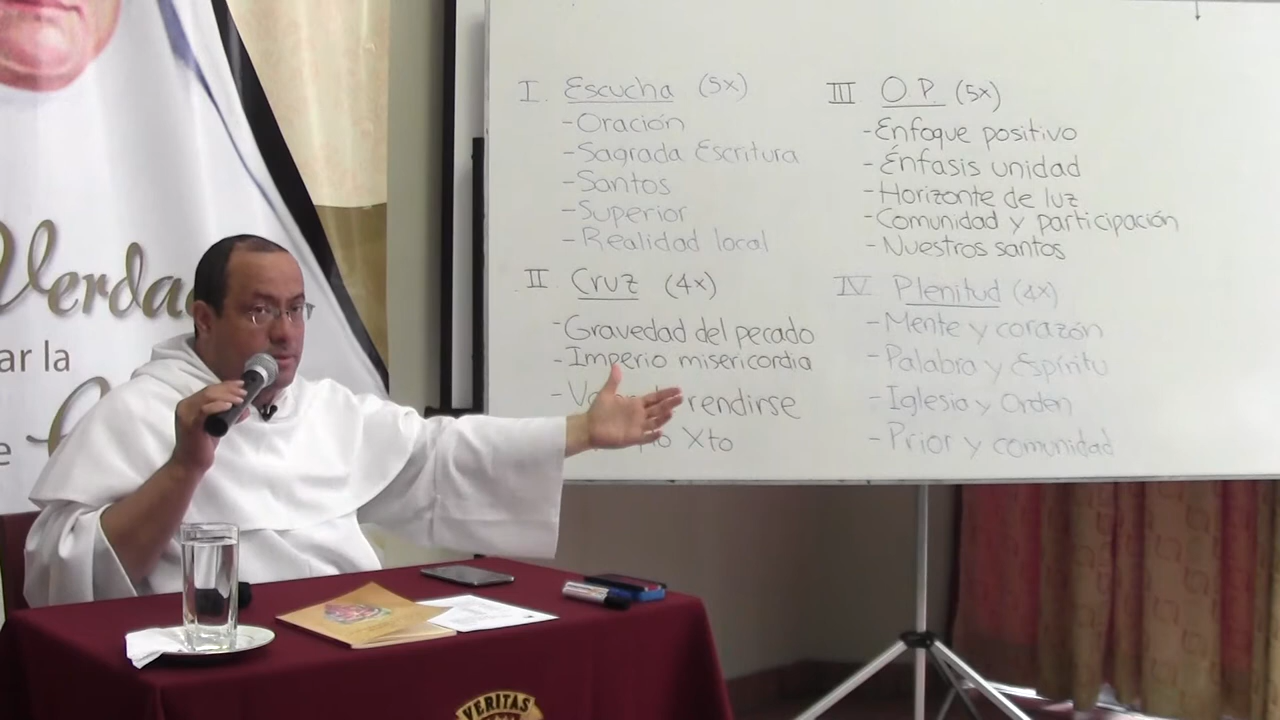 I. Escucha (5x)
-Oración
-Sagrada Escritura
-Santos
-Superior
-Realidad local
II Cruz (4x)
-Gravedad del pecado
-Imperio misericordia
rendirse
Xto
III O.P. (5x)
-Enfoque positivo
-Énfasis unidad
-Horizonte de luz
-Comunidad y participación
-Nuestros santos
IV Plenitud (4x)
-Mente y corazón
-Palabra y Espíritu
-Iglesia y Orden
-Prior y comunidad
ar la
e
VERITAS